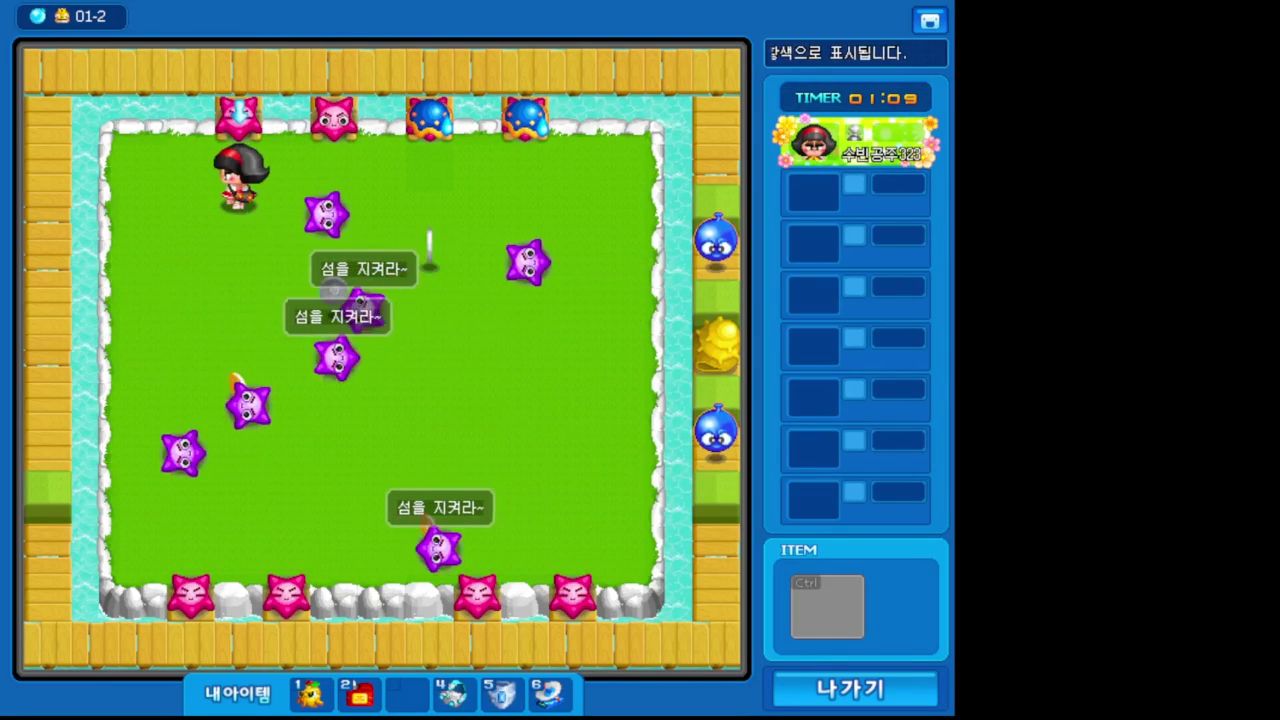 01-2
색으로 표시됩니다.
TIMER 01:09
수빈공주023
섬을 지켜라~
섬을 지켜라~
섬을 지켜라~
ITEM
Ctrl
내아이템
1
2
4
5
6
나가기